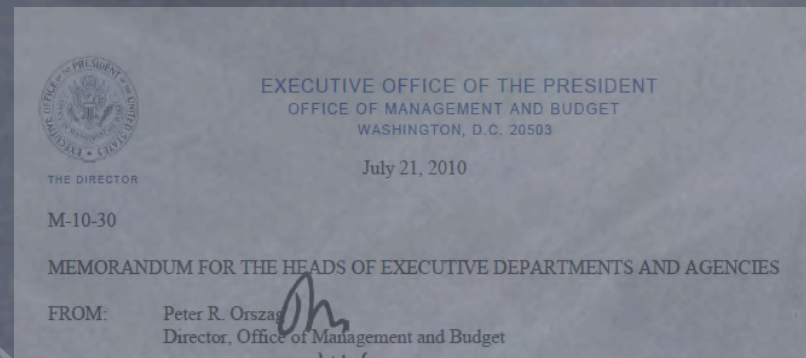 EXECUTIVE OFFICE OF THE PRESIDENT
OFFICE OF MANAGEMENT AND BUDGET
WASHINGTON, D.C. 20503
THE DIRECTOR
July 21, 2010
M-10-30
MEMORANDUM FOR THE HEADS OF EXECUTIVE DEPARTMENTS AND AGENCIES
FROM: Peter R. Orszag
Director, Office of Management and Budget